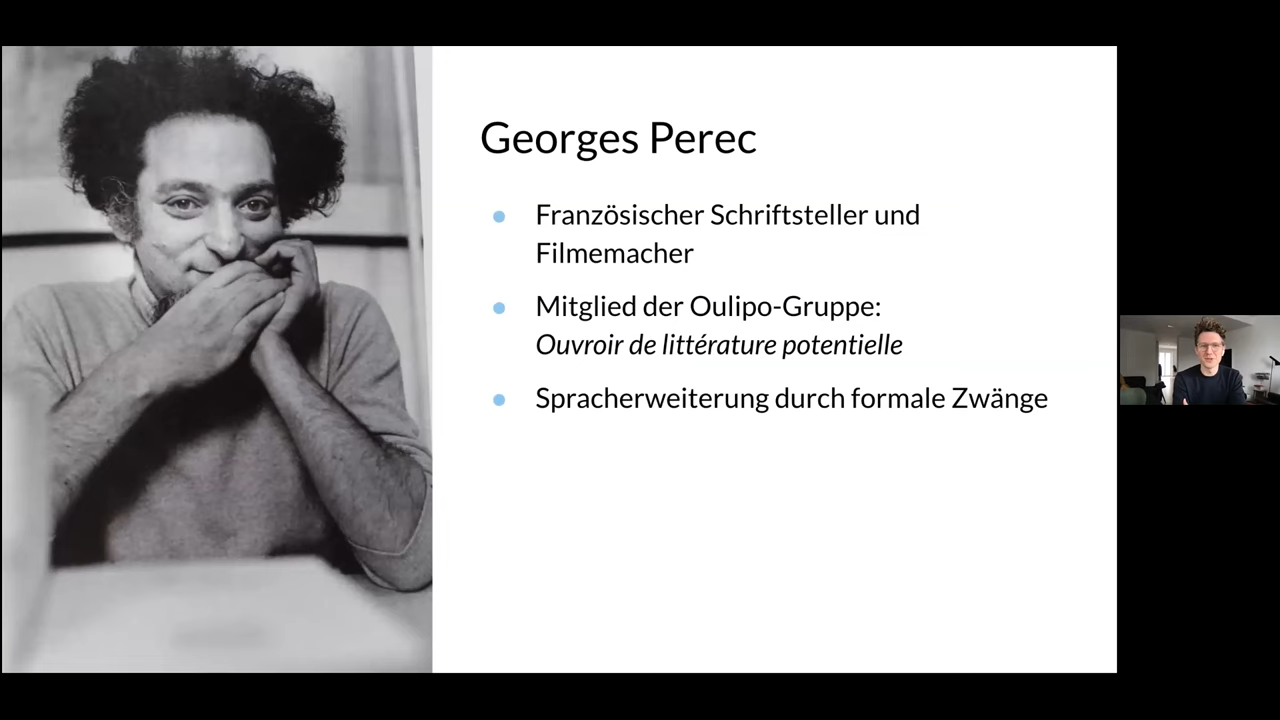 Georges Perec
Französischer Schriftsteller und
Filmemacher
Mitglied der Oulipo-Gruppe:
Ouvroir de littérature potentielle
Spracherweiterung durch formale Zwänge